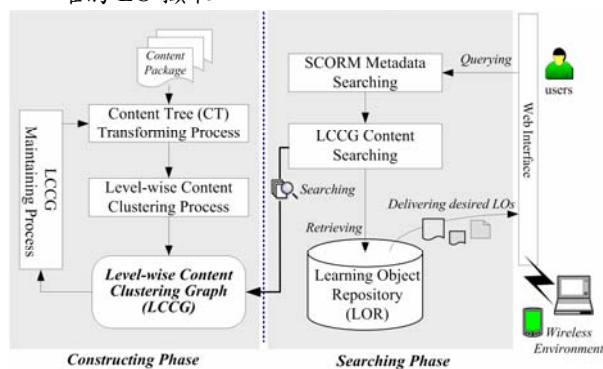 Content
Package
Content Tree (CT)
Transforming Process
LCCG
Maintaining Process
Level-wise Content
Clustering Process
Level-wise Content
Clustering Graph
(LCCG)
Constructing Phase
SCORM Metadata
Searching
Querying
users
Web Interface
LCCG Content
Searching
Searching
Retrieving
Delivering desired LOs
Learning Object
Repository
(LOR)
Wireless
Environment
Searching Phase